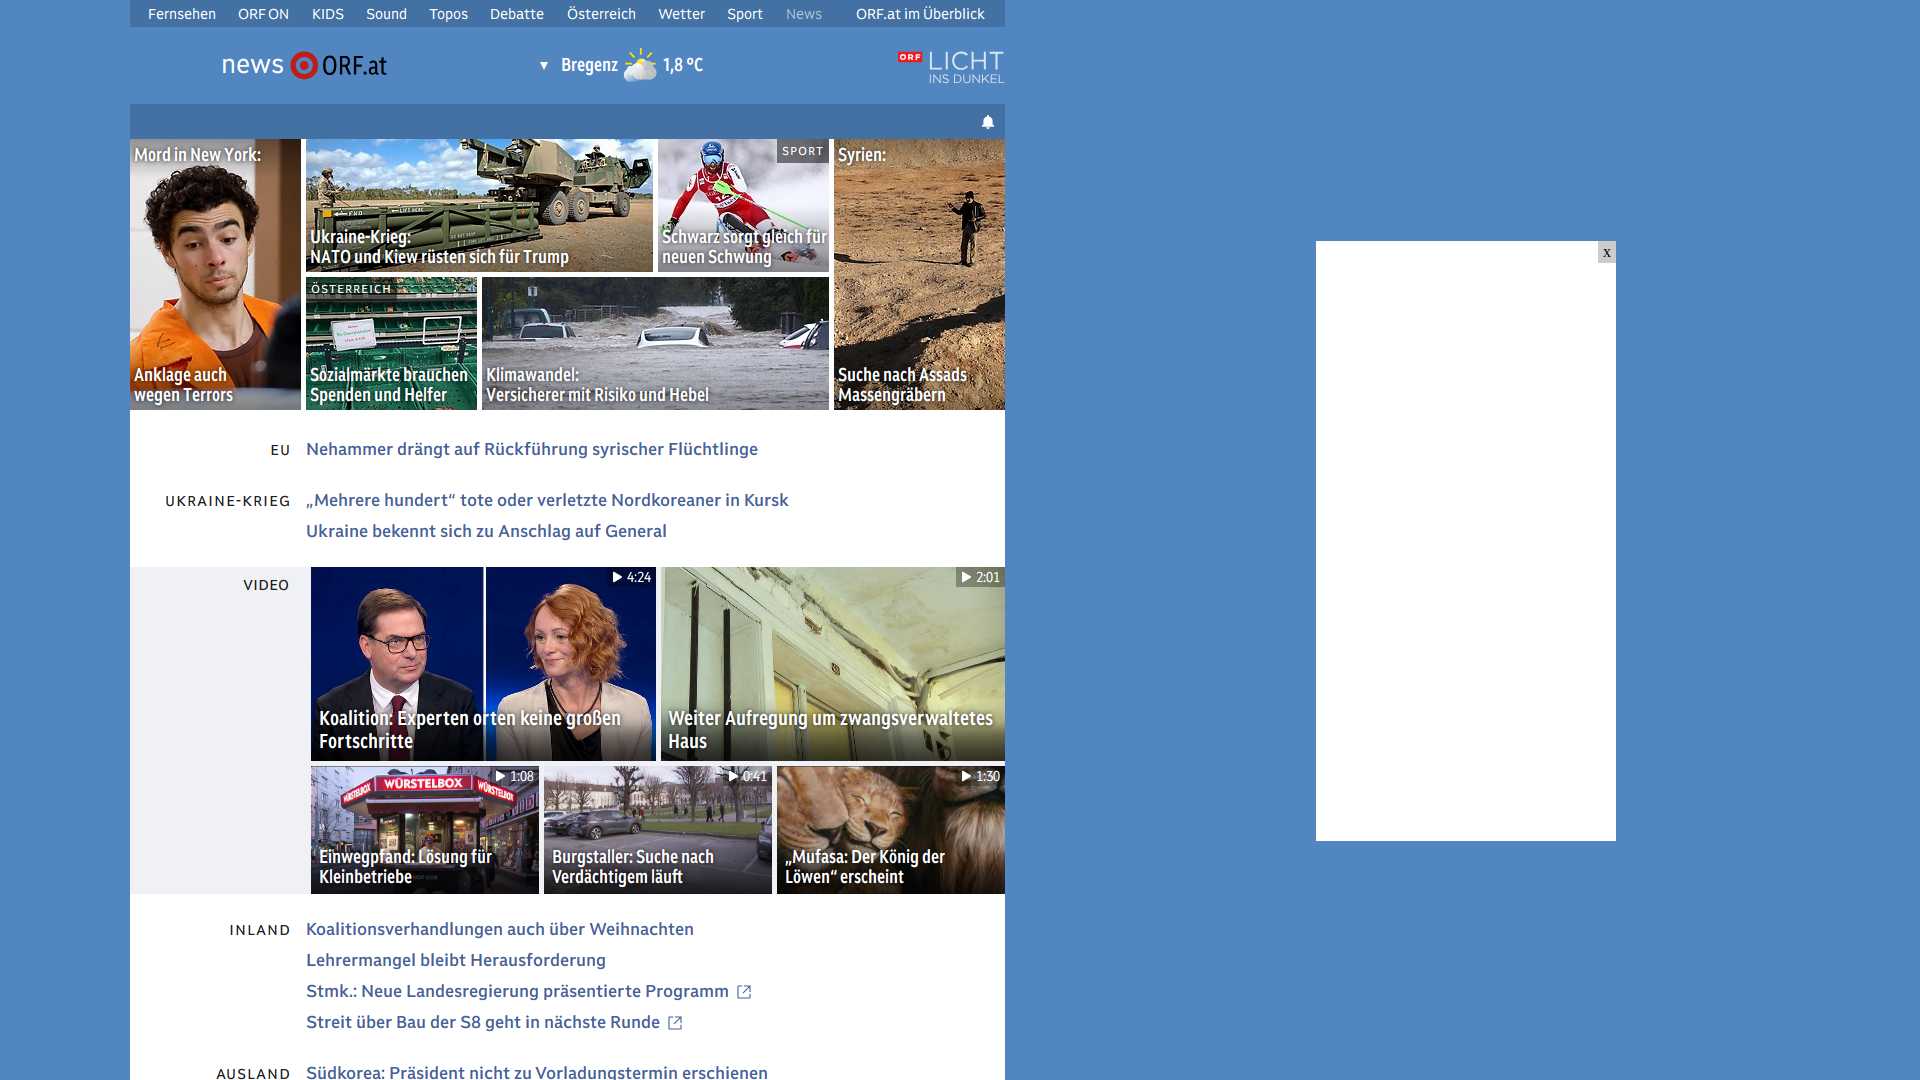 Fernsehen ORF ON KIDS Sound Topos Debatte Österreich Wetter Sport News ORF.at im Überblick
news ORF.at
Bregenz 1,8 °C
ORF LICHT
INS DUNKEL
Mord in New York:
Anklage auch
wegen Terrors
Ukraine-Krieg:
NATO und Kiew rüsten sich für Trump
SPORT
Schwarz sorgt gleich für
neuen Schwung
Syrien:
Suche nach Assads
Massengräbern
ÖSTERREICH
Sozialmärkte brauchen
Spenden und Helfer
Klimawandel:
Versicherer mit Risiko und Hebel
x
EU Nehammer drängt auf Rückführung syrischer Flüchtlinge
UKRAINE-KRIEG „Mehrere hundert“ tote oder verletzte Nordkoreaner in Kursk
Ukraine bekennt sich zu Anschlag auf General
VIDEO
4:24
Koalition: Experten orten keine großen
Fortschritte
2:01
Weiter Aufregung um zwangsverwaltetes
Haus
1:08
WÜRSTELBOX WÜRSTELBOX WÜRSTELBOX
Einwegpfand: Lösung für
Kleinbetriebe
0:41
Burgstaller: Suche nach
Verdächtigem läuft
1:30
„Mufasa: Der König der
Löwen“ erscheint
INLAND Koalitionsverhandlungen auch über Weihnachten
Lehrermangel bleibt Herausforderung
Stmk.: Neue Landesregierung präsentierte Programm
Streit über Bau der S8 geht in nächste Runde
AUSLAND Südkorea: Präsident nicht zu Vorladungstermin erschienen